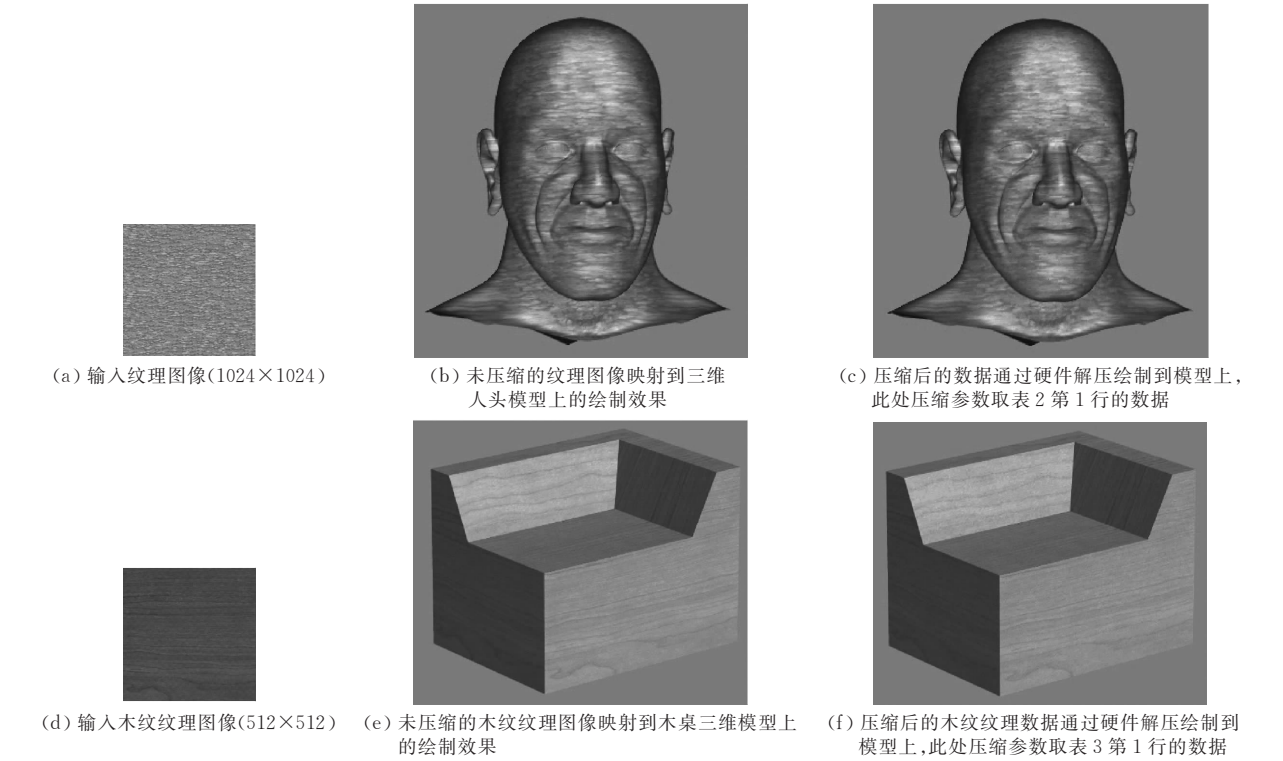 (a) 输入纹理图像(1024×1024)
(b) 未压缩的纹理图像映射到三维
人头模型上的绘制效果
(c) 压缩后的数据通过硬件解压绘制到模型上,
此处压缩参数取表 2 第 1 行的数据
(d) 输入木纹纹理图像(512×512)
(e) 未压缩的木纹纹理图像映射到木桌三维模型上
的绘制效果
(f) 压缩后的木纹纹理数据通过硬件解压绘制到
模型上,此处压缩参数取表 3 第 1 行的数据